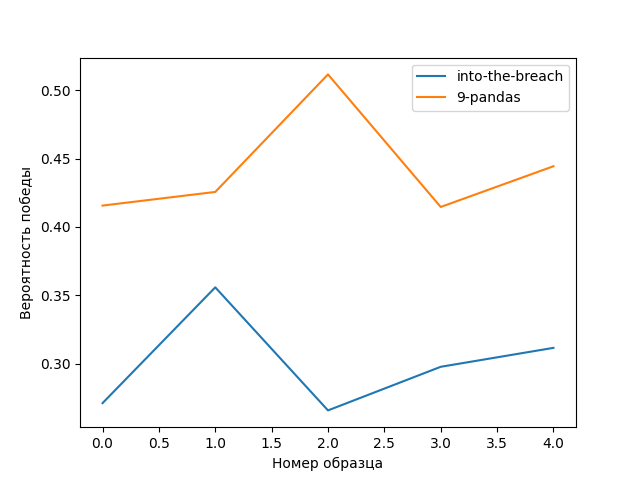 into-the-breach
9-pandas
0.50
0.45
0.40
0.35
0.30
Вероятность победы
0.0 0.5 1.0 1.5 2.0 2.5 3.0 3.5 4.0
Номер образца